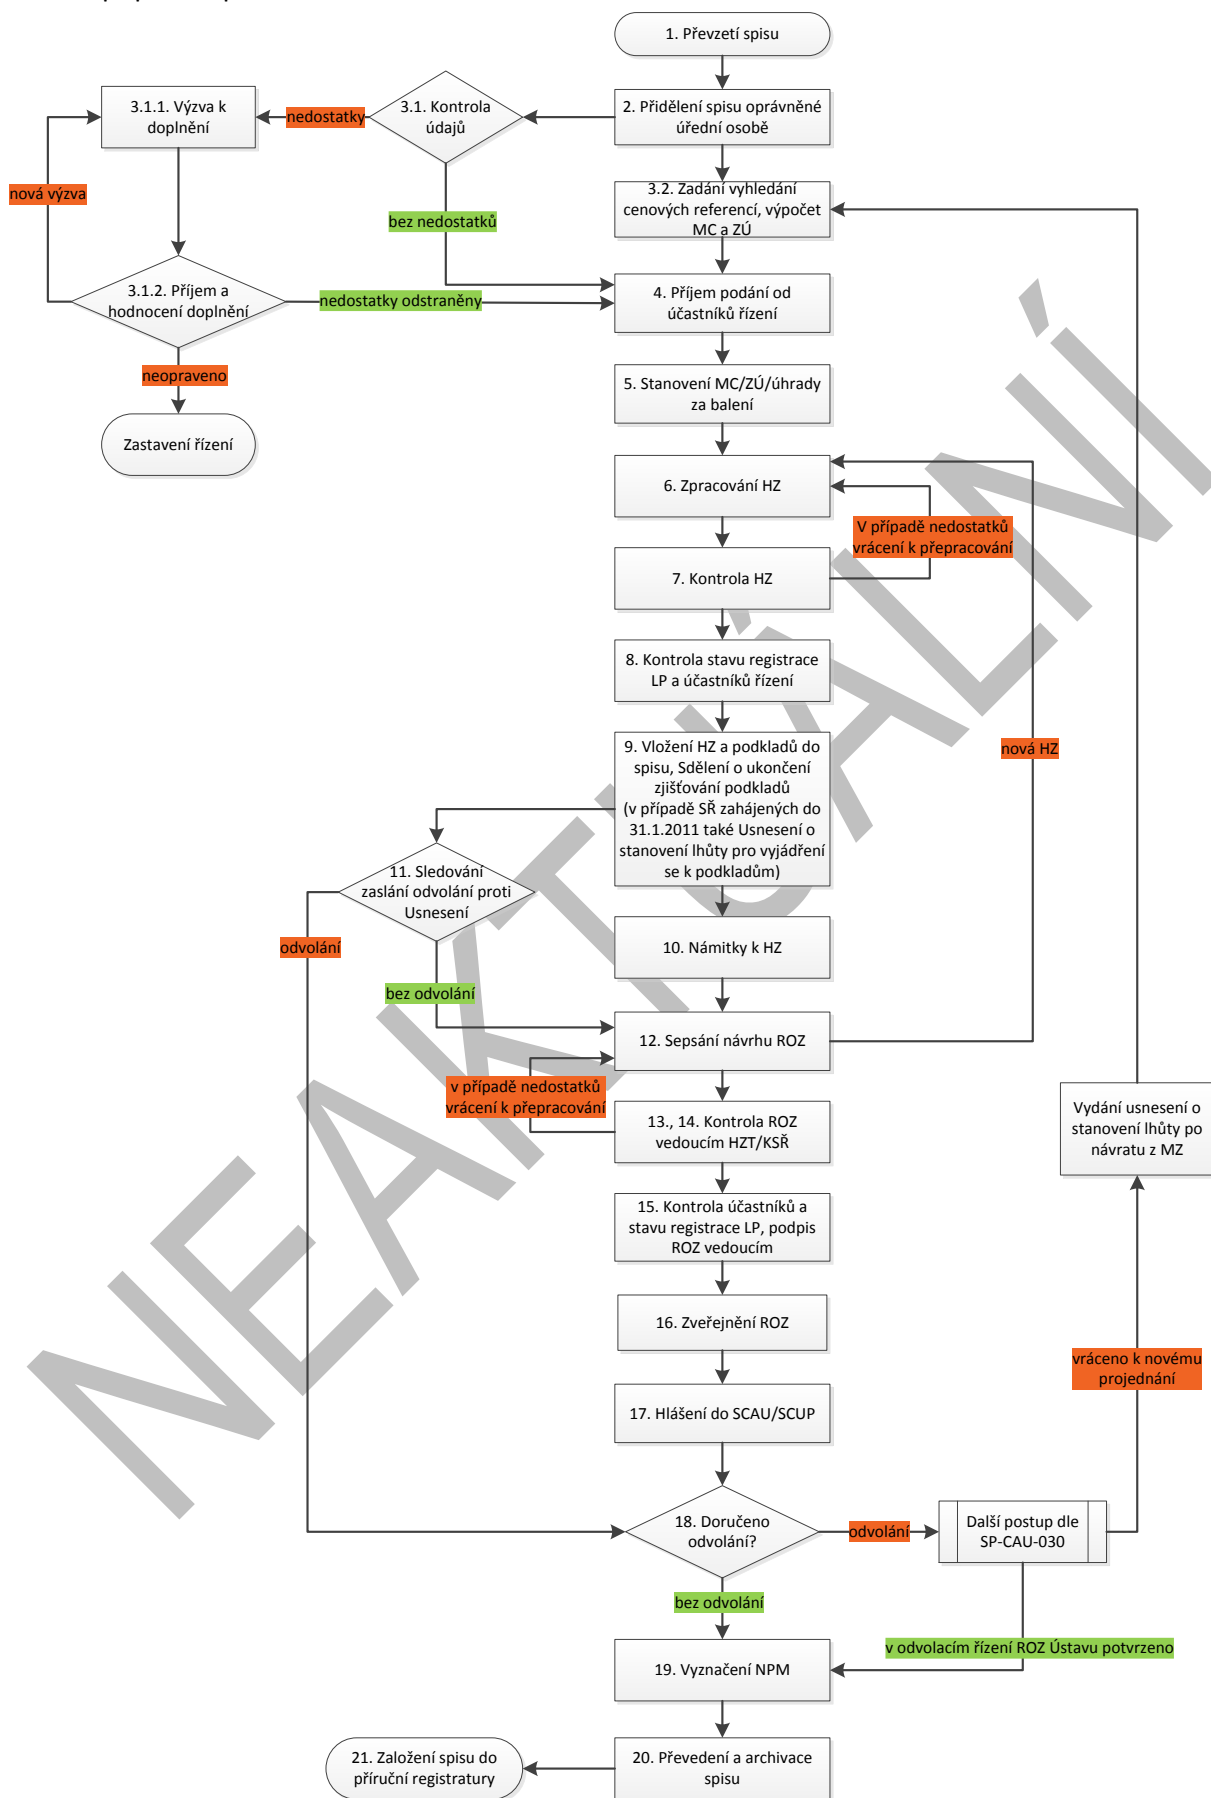 1. Převzetí spisu
2. Přidělení spisu oprávněné
úřední osobě
3.1. Kontrola
údajů
nedostatky
3.1.1. Výzva k
doplnění
nová výzva
bez nedostatků
3.2. Zadání vyhledání
cenových referencí, výpočet
MC a ZÚ
3.1.2. Příjem a
hodnocení doplnění
nedostatky odstraněny
4. Příjem podání od
účastníků řízení
neopraveno
Zastavení řízení
5. Stanovení MC/ZÚ/úhrady
za balení
6. Zpracování HZ
V případě nedostatků
vrácení k přepracování
7. Kontrola HZ
8. Kontrola stavu registrace
LP a účastníků řízení
nová HZ
9. Vložení HZ a podkladů do
spisu, Sdělení o ukončení
zjišťování podkladů
(v případě SŘ zahájených do
31.1.2011 také Usnesení o
stanovení lhůty pro vyjádření
se k podkladům)
11. Sledování
zaslání odvolání proti
Usnesení
odvolání
bez odvolání
10. Námitky k HZ
12. Sepsání návrhu ROZ
v případě nedostatků
vrácení k přepracování
13., 14. Kontrola ROZ
vedoucím HZT/KSŘ
Vydání usnesení o
stanovení lhůty po
návratu z MZ
15. Kontrola účastníků a
stavu registrace LP, podpis
ROZ vedoucím
16. Zveřejnění ROZ
vráceno k novému
projednání
17. Hlášení do SCAU/SCUP
18. Doručeno
odvolání?
odvolání
Další postup dle
SP-CAU-030
bez odvolání
v odvolacím řízení ROZ Ústavu potvrzeno
19. Vyznačení NPM
20. Převedení a archivace
spisu
21. Založení spisu do
příruční registratury
NEAKTUÁLNÍ